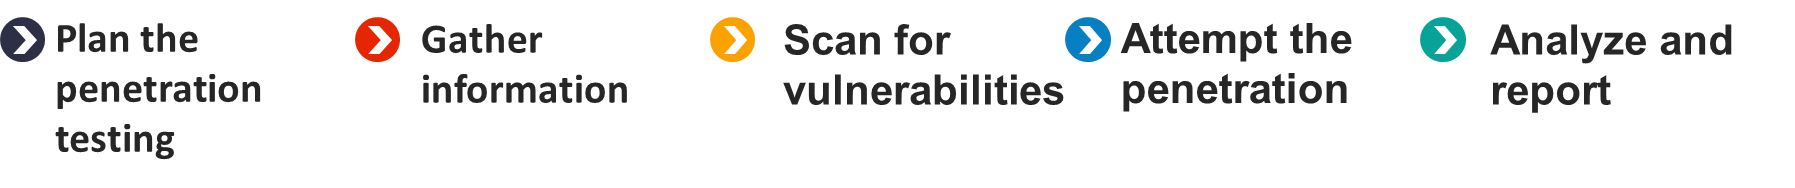 Plan the
penetration
testing
Gather
information
Scan for
vulnerabilities
Attempt the
penetration
Analyze and
report